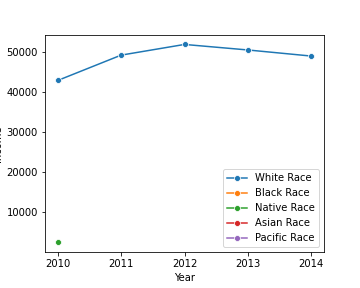 50000
40000
30000
20000
10000
White Race
Black Race
Native Race
Asian Race
Pacific Race
2010 2011 2012 2013 2014
Year